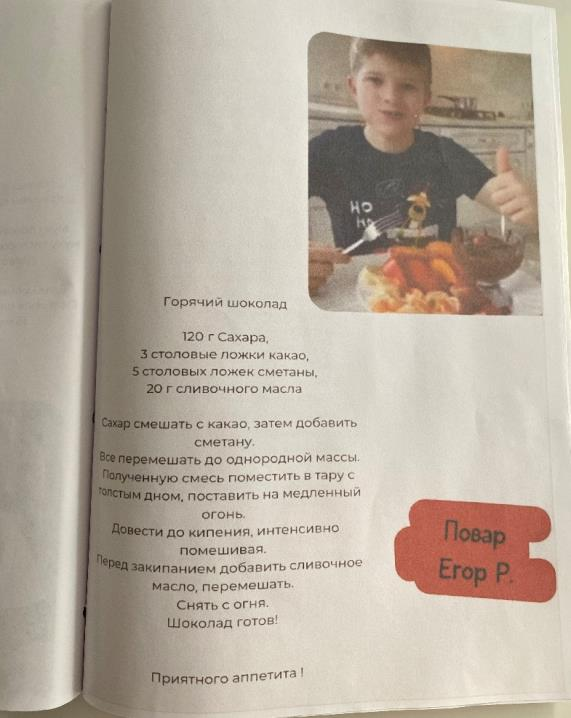 HO
Горячий шоколад
120 г Сахара,
3 столовые ложки какао,
5 столовых ложек сметаны,
20 г сливочного масла
Сахар смешать с какао, затем добавить
сметану.
Все перемешать до однородной массы.
Полученную смесь поместить в тару с
толстым дном, поставить на медленный
огонь.
Довести до кипения, интенсивно
помешивая.
Перед закипанием добавить сливочное
масло, перемешать.
Снять с огня.
Шоколад готов!
Повар
Егор Р.
Приятного аппетита !